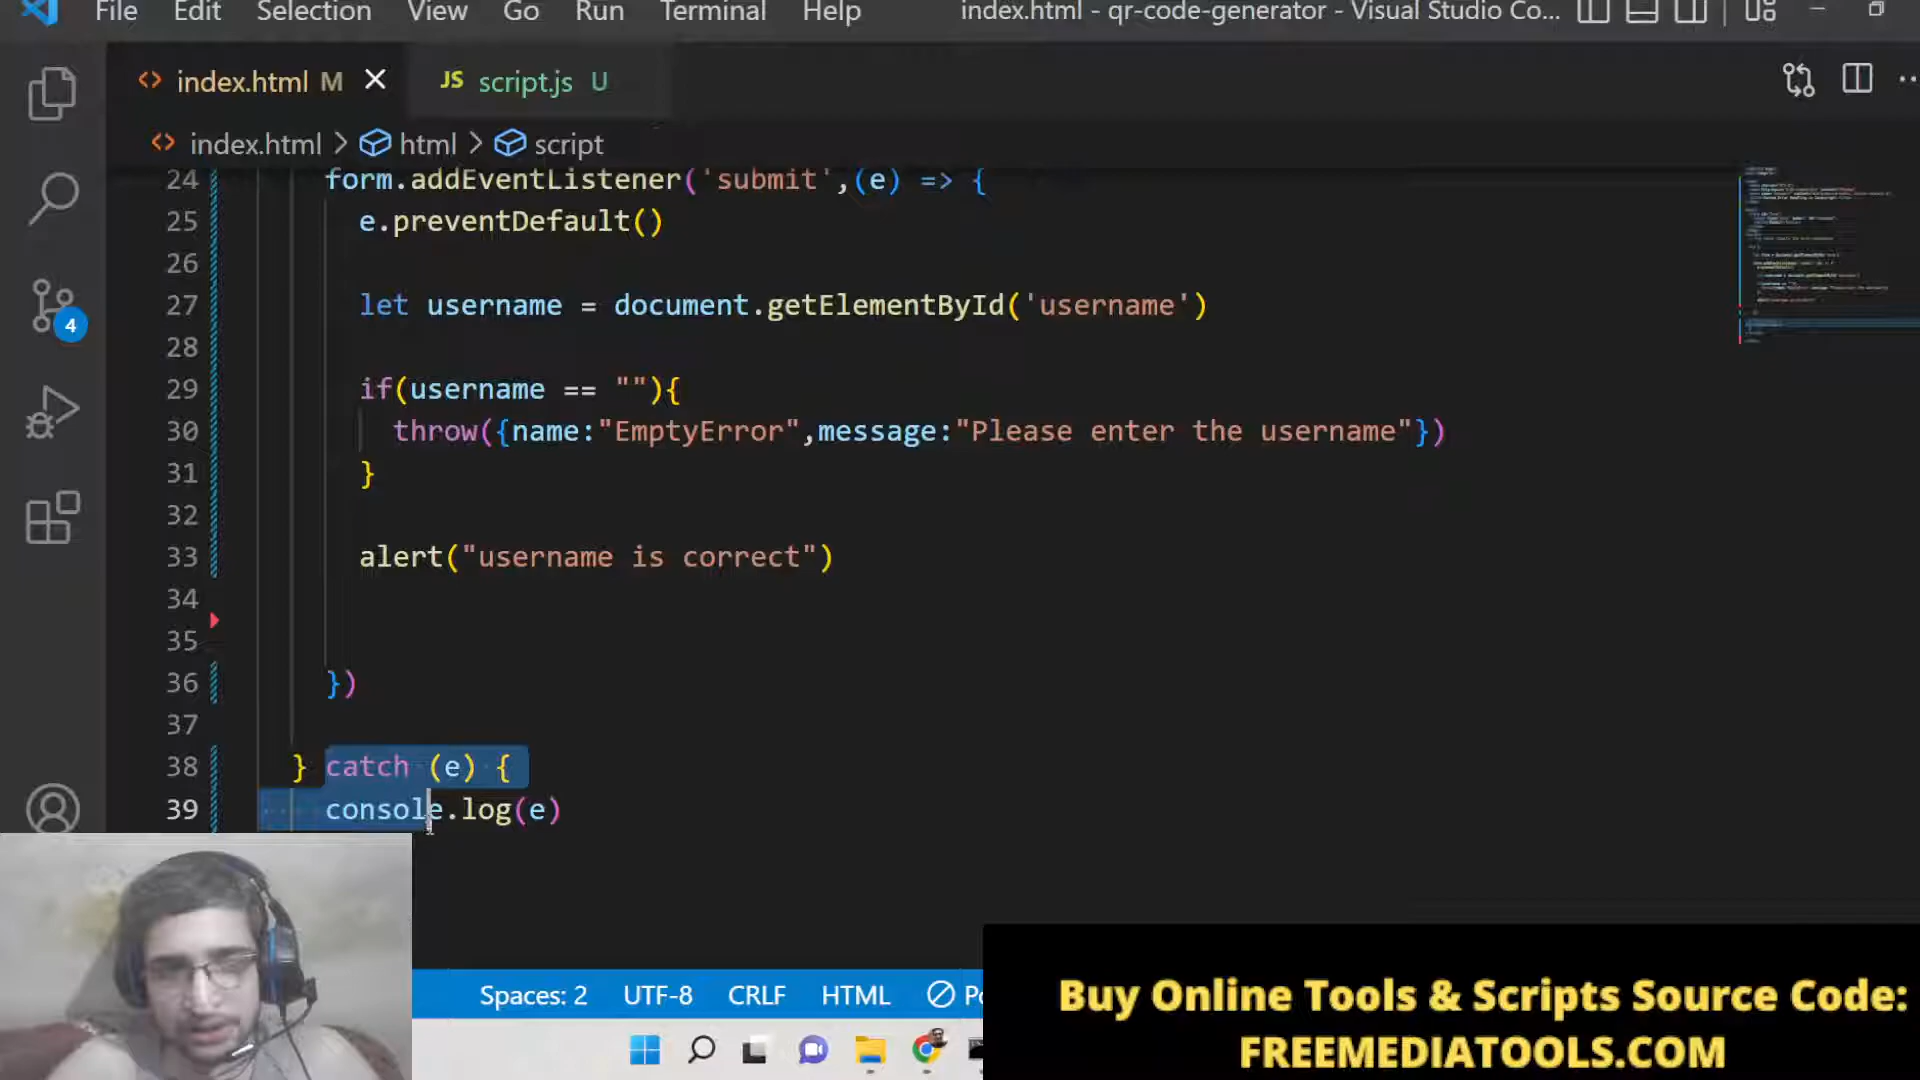 File Edit Selection View Go Run Terminal Help index.html - qr-code-generator - Visual Studio Co...
index.html M JS script.js U
index.html > html > script
24 form.addEventListener('submit',(e) => {
25 e.preventDefault()
26
27 let username = document.getElementById('username')
28
29 if(username == ""){
30 throw({name:"EmptyError",message:"Please enter the username"})
31 }
32
33 alert("username is correct")
34
35
36 })
37
38 } catch (e) {
39 console.log(e)
4
Spaces: 2 UTF-8 CRLF HTML
Buy Online Tools & Scripts Source Code:
FREEMEDIATOOLS.COM